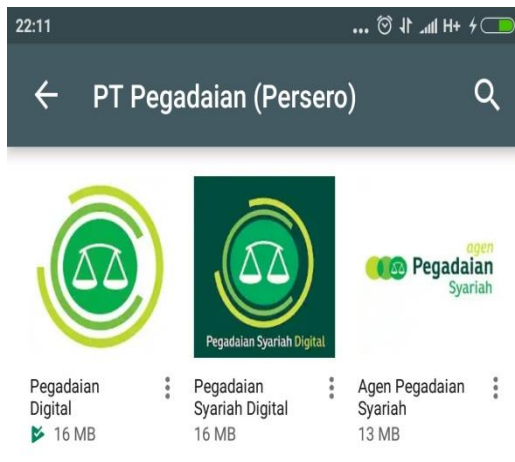 22:11
... H+
PT Pegadaian (Persero)
Pegadaian Syariah Digital
agen
Pegadaian
Syariah
Pegadaian
Digital
16 MB
Pegadaian
Syariah Digital
16 MB
Agen Pegadaian
Syariah
13 MB